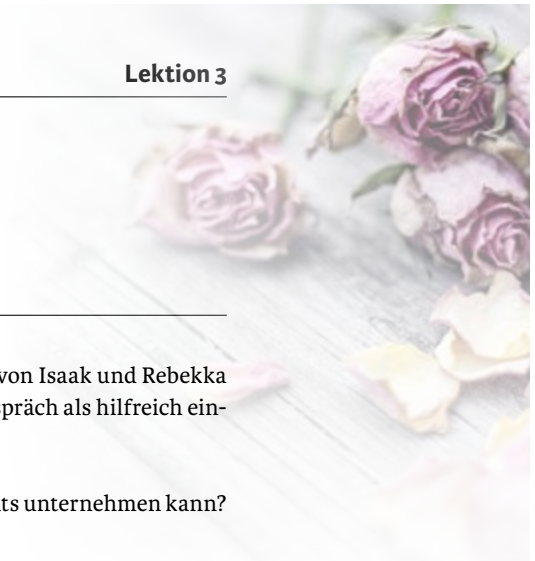 Lektion 3
von Isaak und Rebekka
präch als hilfreich ein-
ts unternehmen kann?